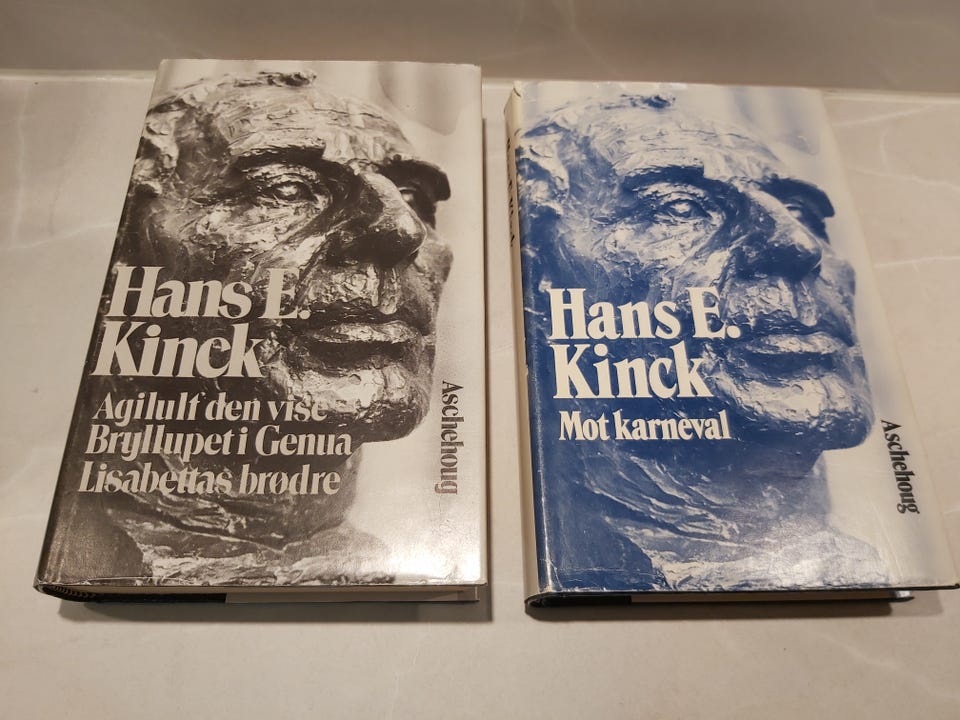 Hans E.
Kinck
Agilulf den vise
Bryllupet i Genua
Lisabettas brødre
Aschehoug
Hans E.
Kinck
Mot karneval
Aschehoug